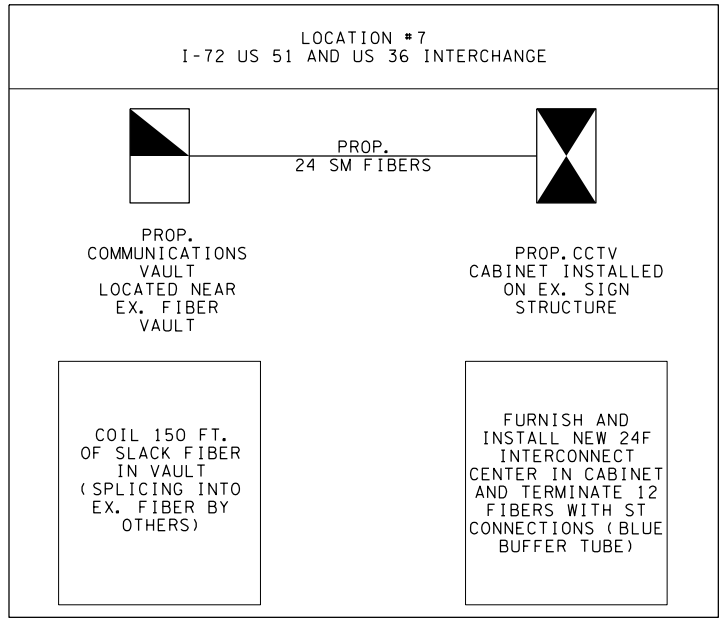 LOCATION #7
I-72 US 51 AND US 36 INTERCHANGE
PROP.
24 SM FIBERS
PROP.
COMMUNICATIONS
VAULT
LOCATED NEAR
EX. FIBER
VAULT
PROP.CCTV
CABINET INSTALLED
ON EX. SIGN
STRUCTURE
COIL 150 FT.
OF SLACK FIBER
IN VAULT
(SPLICING INTO
EX. FIBER BY
OTHERS)
FURNISH AND
INSTALL NEW 24F
INTERCONNECT
CENTER IN CABINET
AND TERMINATE 12
FIBERS WITH ST
CONNECTIONS (BLUE
BUFFER TUBE)